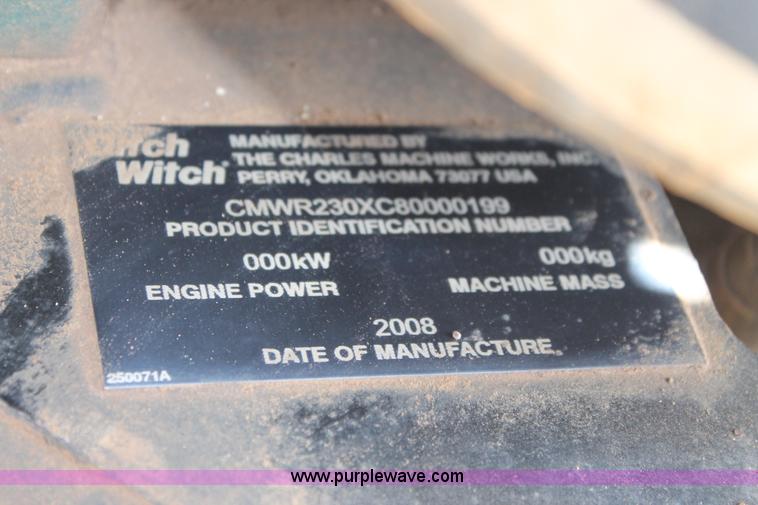 Ditch
Witch®
MANUFACTURED BY
THE CHARLES MACHINE WORKS, INC.
PERRY, OKLAHOMA 73077 USA
CMWR230XC80000199
PRODUCT IDENTIFICATION NUMBER
000kW
000kg
ENGINE POWER
MACHINE MASS
2008
DATE OF MANUFACTURE
250071A
www.purplewave.com